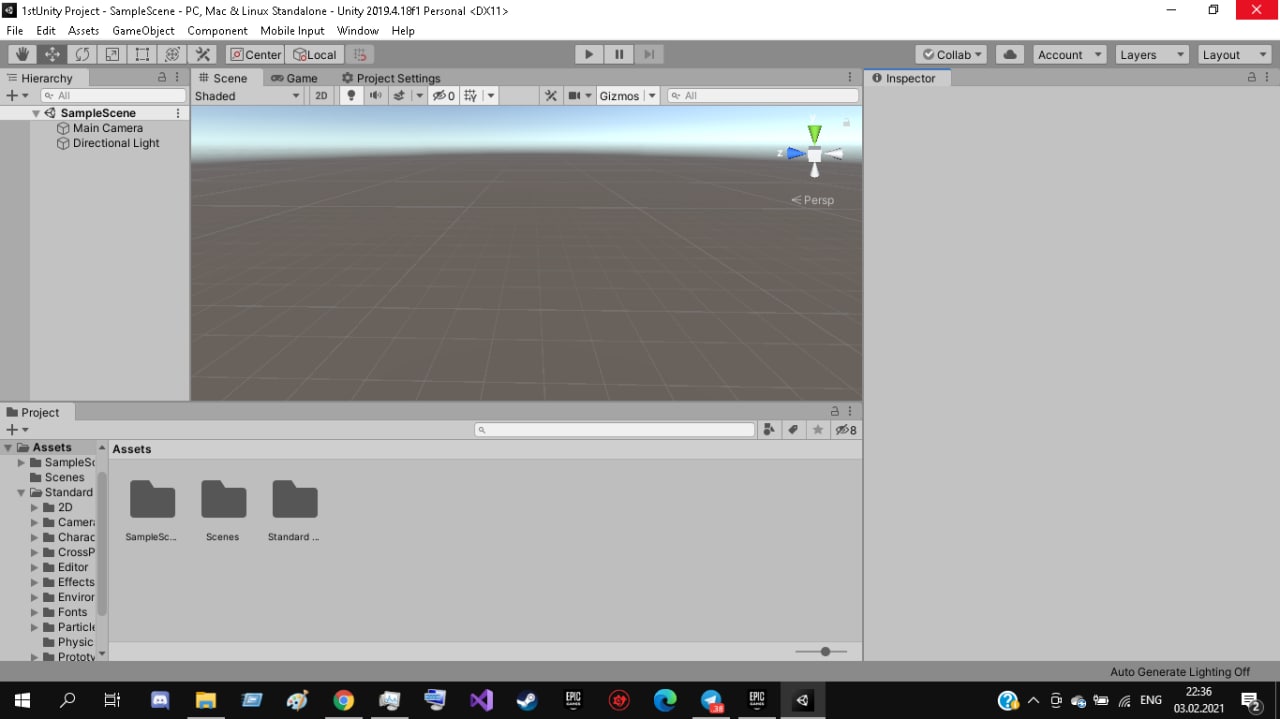 1stUnity Project - SampleScene - PC, Mac & Linux Standalone - Unity 2019.4.18f1 Personal <DX11>
File Edit Assets GameObject Component Mobile Input Window Help
Center Local Collab Account Layers Layout
Hierarchy Scene Game Project Settings Inspector
All Shaded 2D 0 Gizmos All
SampleScene
Main Camera
Directional Light
y
z
Persp
Project
8
Assets
SampleSc
Scenes
Standard
2D
Camera
Charac
CrossP
Editor
Effects
Environ
Fonts
Particle
Physic
Prototy
Assets
SampleSc... Scenes Standard ...
Auto Generate Lighting Off
EPIC
GAMES
38
EPIC
GAMES
ENG
22:36
03.02.2021
2